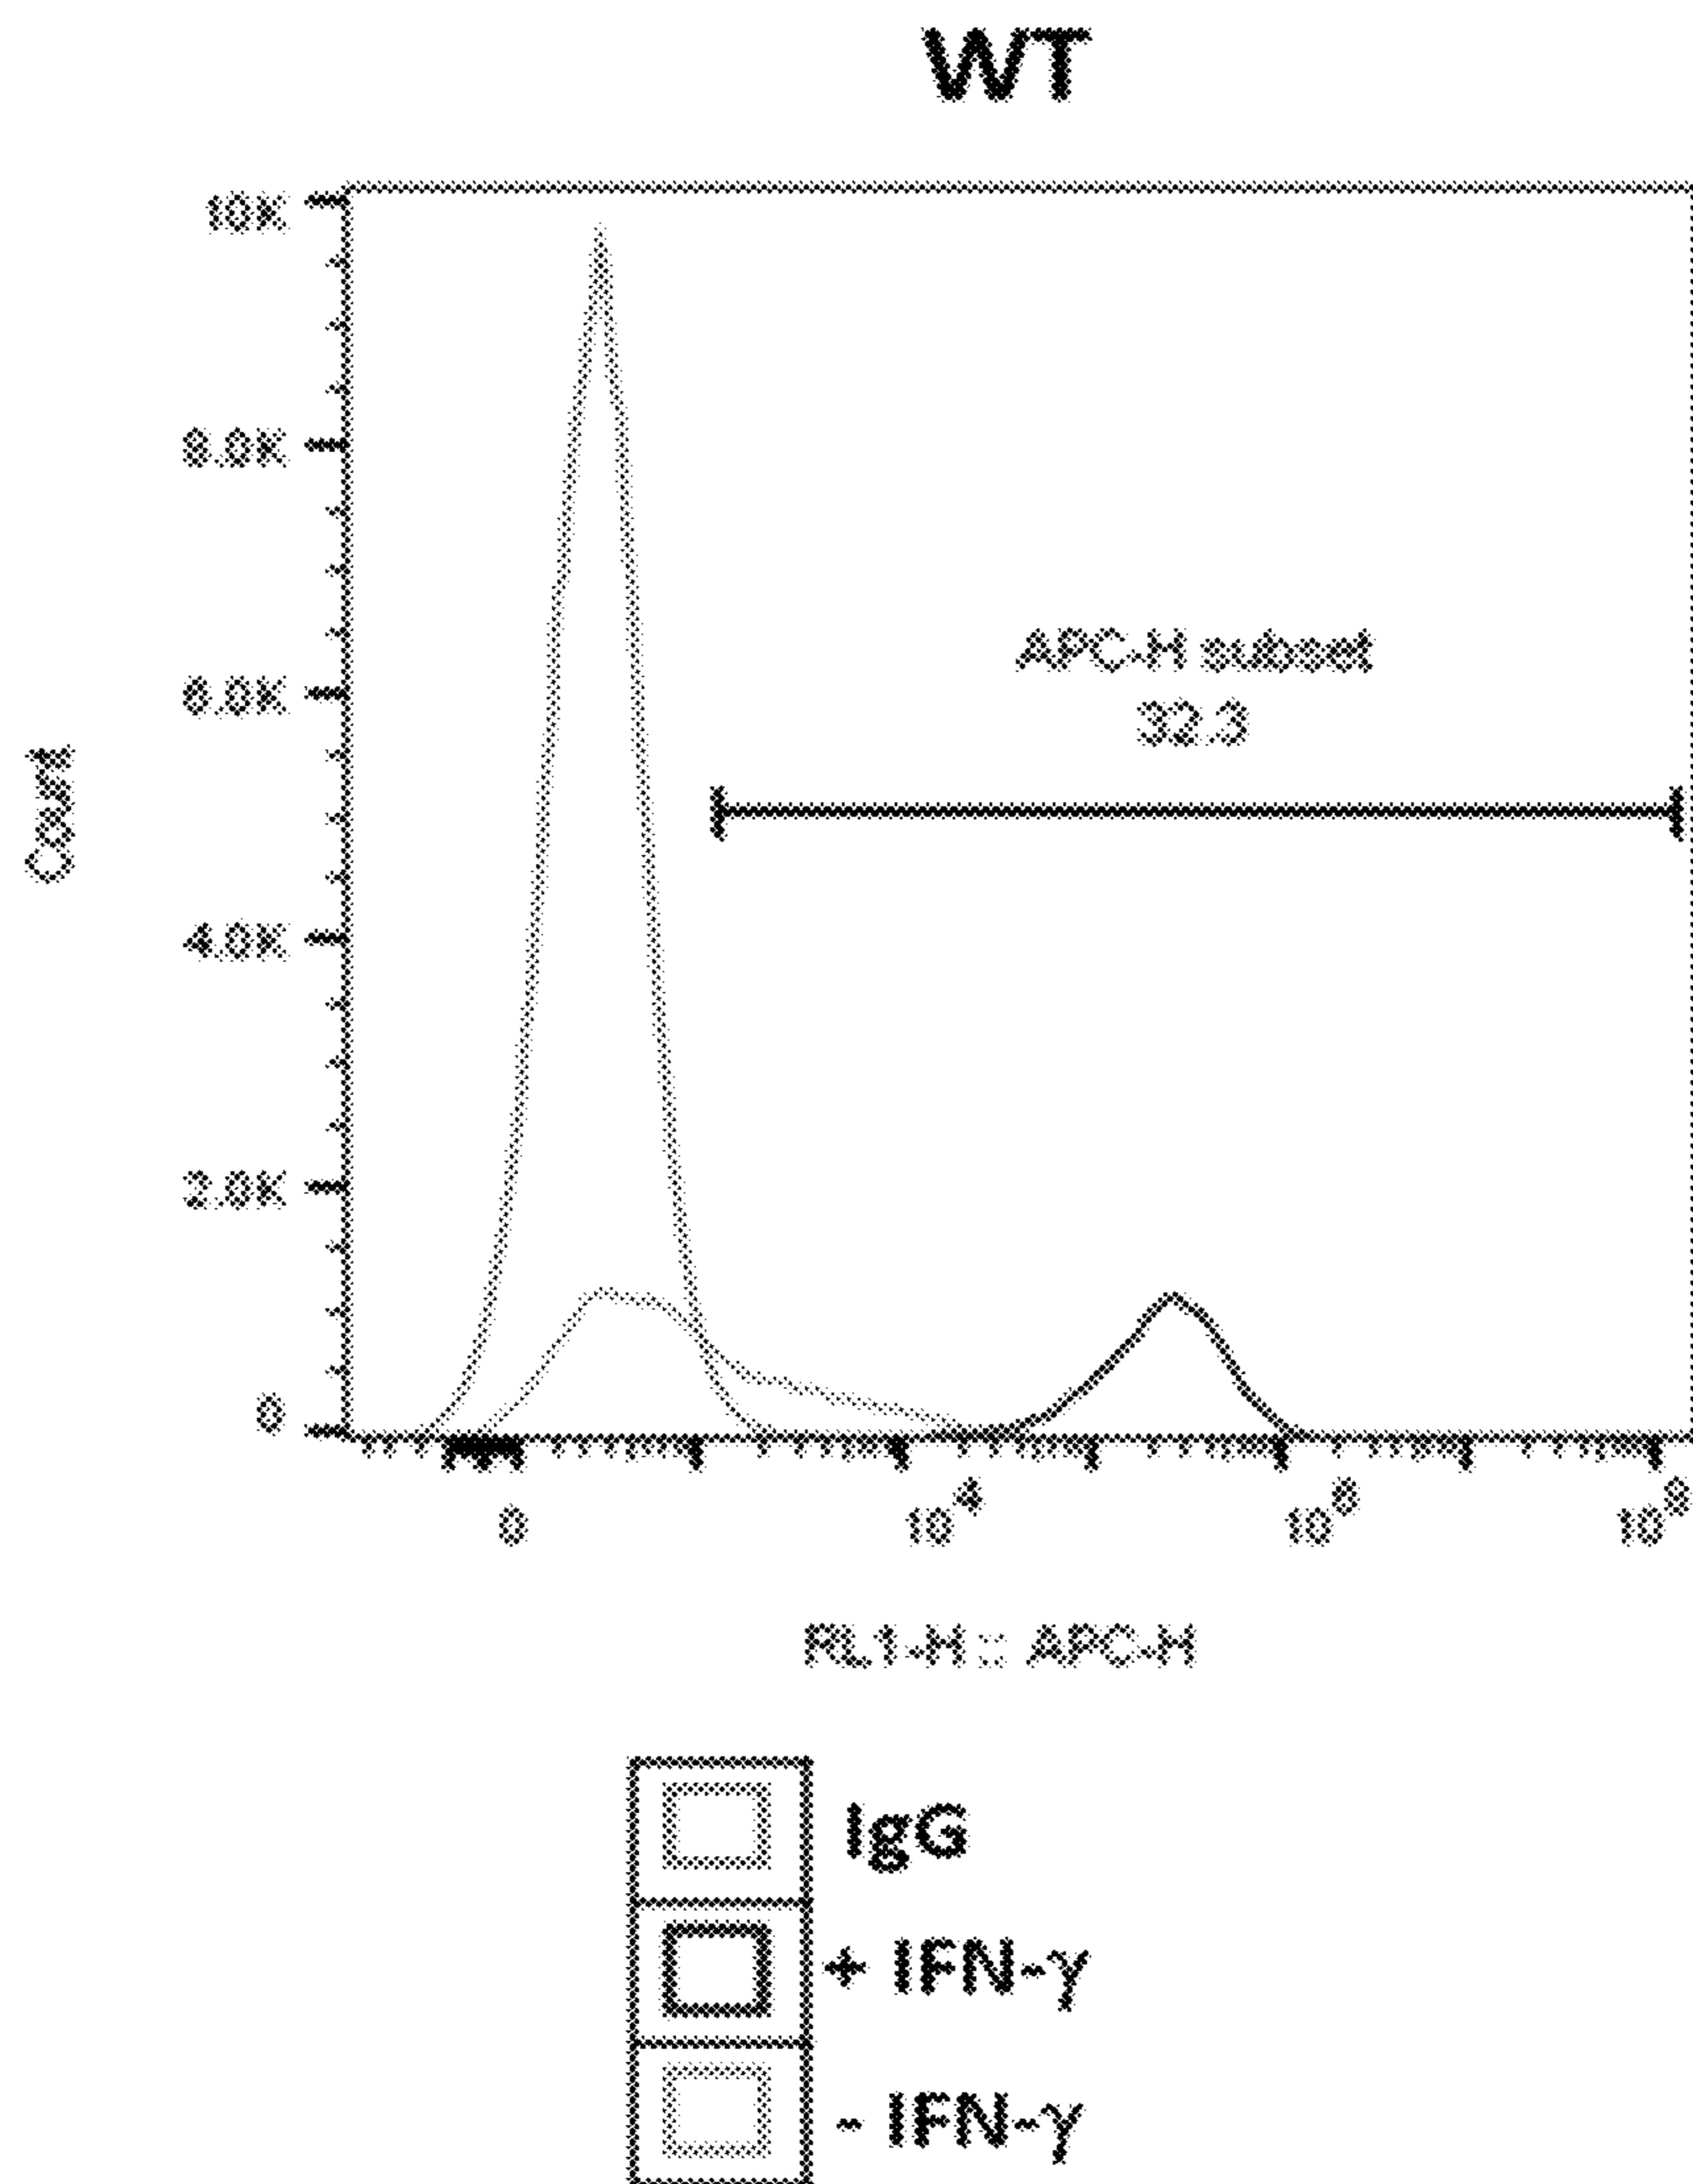 WT
10K
8.0K
6.0K
4.0K
2.0K
0
Count
APC-H subset
32.3
0
10^4
10^6
10^8
RL1-H :: APC-H
IgG
+ IFN-γ
- IFN-γ